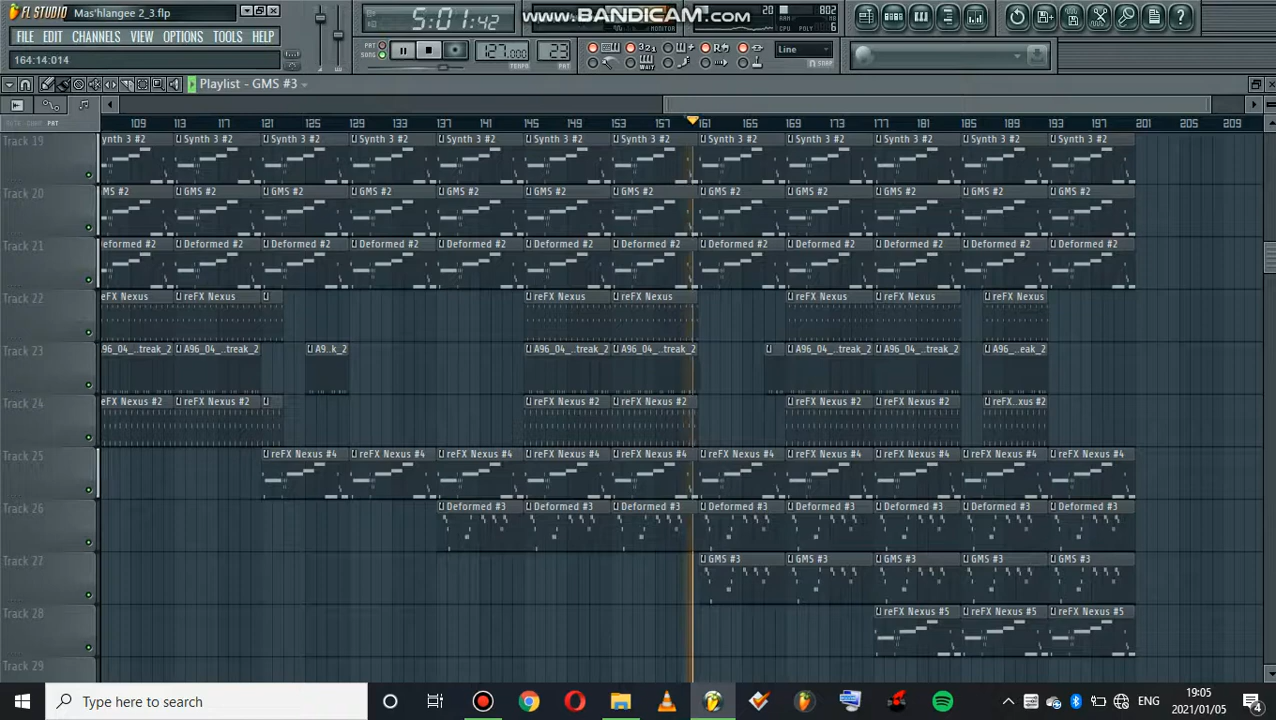 FL STUDIO Mas'hlangee 2_3.flp
FILE EDIT CHANNELS VIEW OPTIONS TOOLS HELP
164:14:014
5:01:42
www.BANDICAM.com
MONITOR
20
802
PAT
SONG
127.000
TEMPO
23
PAT
3 2 1
WAIT
Line
SNAP
Playlist - GMS #3
109 113 117 121 125 129 133 137 141 145 149 153 157 161 165 169 173 177 181 185 189 193 197 201 205 209
Track 19 ynth 3 #2 Synth 3 #2 Synth 3 #2 Synth 3 #2 Synth 3 #2 Synth 3 #2 Synth 3 #2 Synth 3 #2 Synth 3 #2 Synth 3 #2 Synth 3 #2 Synth 3 #2
Track 20 MS #2 GMS #2 GMS #2 GMS #2 GMS #2 GMS #2 GMS #2 GMS #2 GMS #2 GMS #2 GMS #2 GMS #2
Track 21 eformed #2 Deformed #2 Deformed #2 Deformed #2 Deformed #2 Deformed #2 Deformed #2 Deformed #2 Deformed #2 Deformed #2 Deformed #2 Deformed #2
Track 22 eFX Nexus reFX Nexus reFX Nexus reFX Nexus reFX Nexus reFX Nexus reFX Nexus
Track 23 96_04_...treak_2 A96_04_...treak_2 A9..k_2 A96_04_...treak_2 A96_04_...treak_2 A96_04_...treak_2 A96_04_...treak_2 A96_...eak_2
Track 24 eFX Nexus #2 reFX Nexus #2 reFX Nexus #2 reFX Nexus #2 reFX Nexus #2 reFX Nexus #2 reFX..xus #2
Track 25 reFX Nexus #4 reFX Nexus #4 reFX Nexus #4 reFX Nexus #4 reFX Nexus #4 reFX Nexus #4 reFX Nexus #4 reFX Nexus #4 reFX Nexus #4 reFX Nexus #4
Track 26 Deformed #3 Deformed #3 Deformed #3 Deformed #3 Deformed #3 Deformed #3 Deformed #3 Deformed #3
Track 27 GMS #3 GMS #3 GMS #3 GMS #3 GMS #3
Track 28 reFX Nexus #5 reFX Nexus #5 reFX Nexus #5
Track 29
Type here to search
ENG
19:05
2021/01/05
4